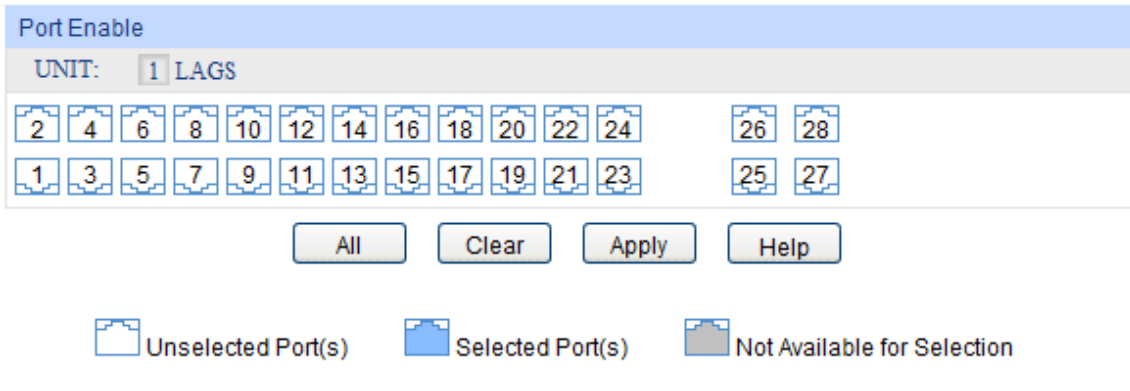 Port Enable
UNIT: 1 LAGS
2 4 6 8 10 12 14 16 18 20 22 24 26 28
1 3 5 7 9 11 13 15 17 19 21 23 25 27
All Clear Apply Help
Unselected Port(s) Selected Port(s) Not Available for Selection